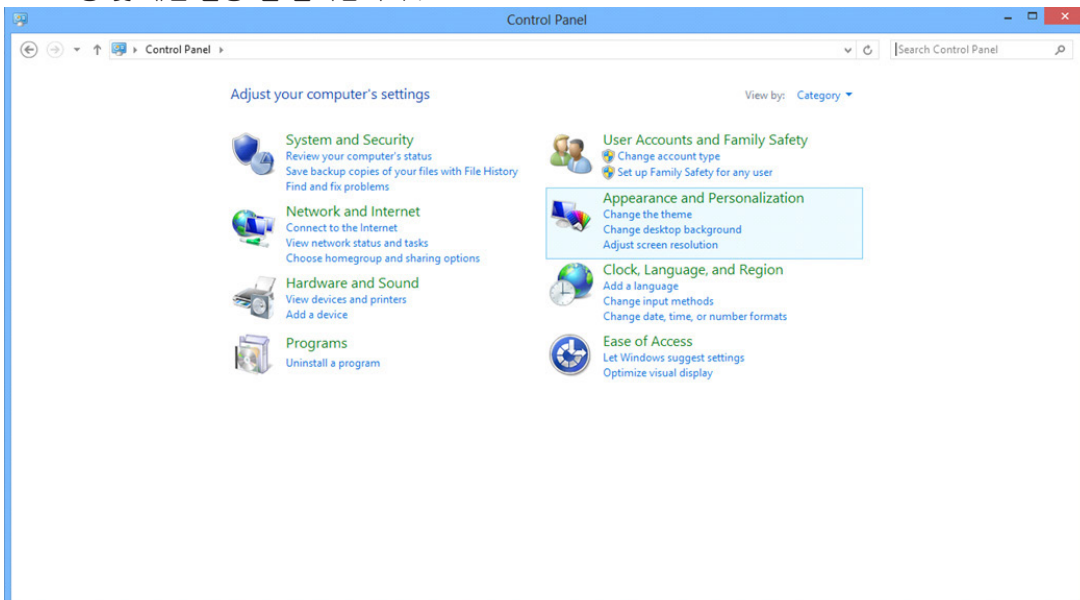 Control Panel
Control Panel
Search Control Panel
Adjust your computer's settings
View by: Category
System and Security
Review your computer's status
Save backup copies of your files with File History
Find and fix problems
Network and Internet
Connect to the Internet
View network status and tasks
Choose homegroup and sharing options
Hardware and Sound
View devices and printers
Add a device
Programs
Uninstall a program
User Accounts and Family Safety
Change account type
Set up Family Safety for any user
Appearance and Personalization
Change the theme
Change desktop background
Adjust screen resolution
Clock, Language, and Region
Add a language
Change input methods
Change date, time, or number formats
Ease of Access
Let Windows suggest settings
Optimize visual display